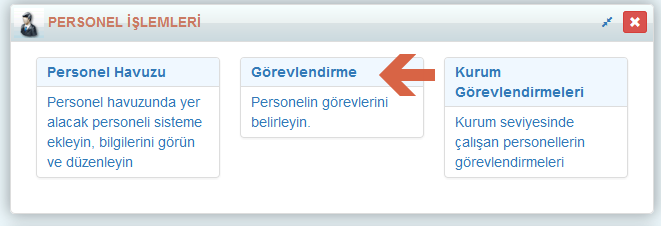 PERSONEL İŞLEMLERİ
Personel Havuzu
Personel havuzunda yer
alacak personeli sisteme
ekleyin, bilgilerini görün
ve düzenleyin
Görevlendirme
Personelin görevlerini
belirleyin.
Kurum
Görevlendirmeleri
Kurum seviyesinde
çalışan personellerin
görevlendirmeleri